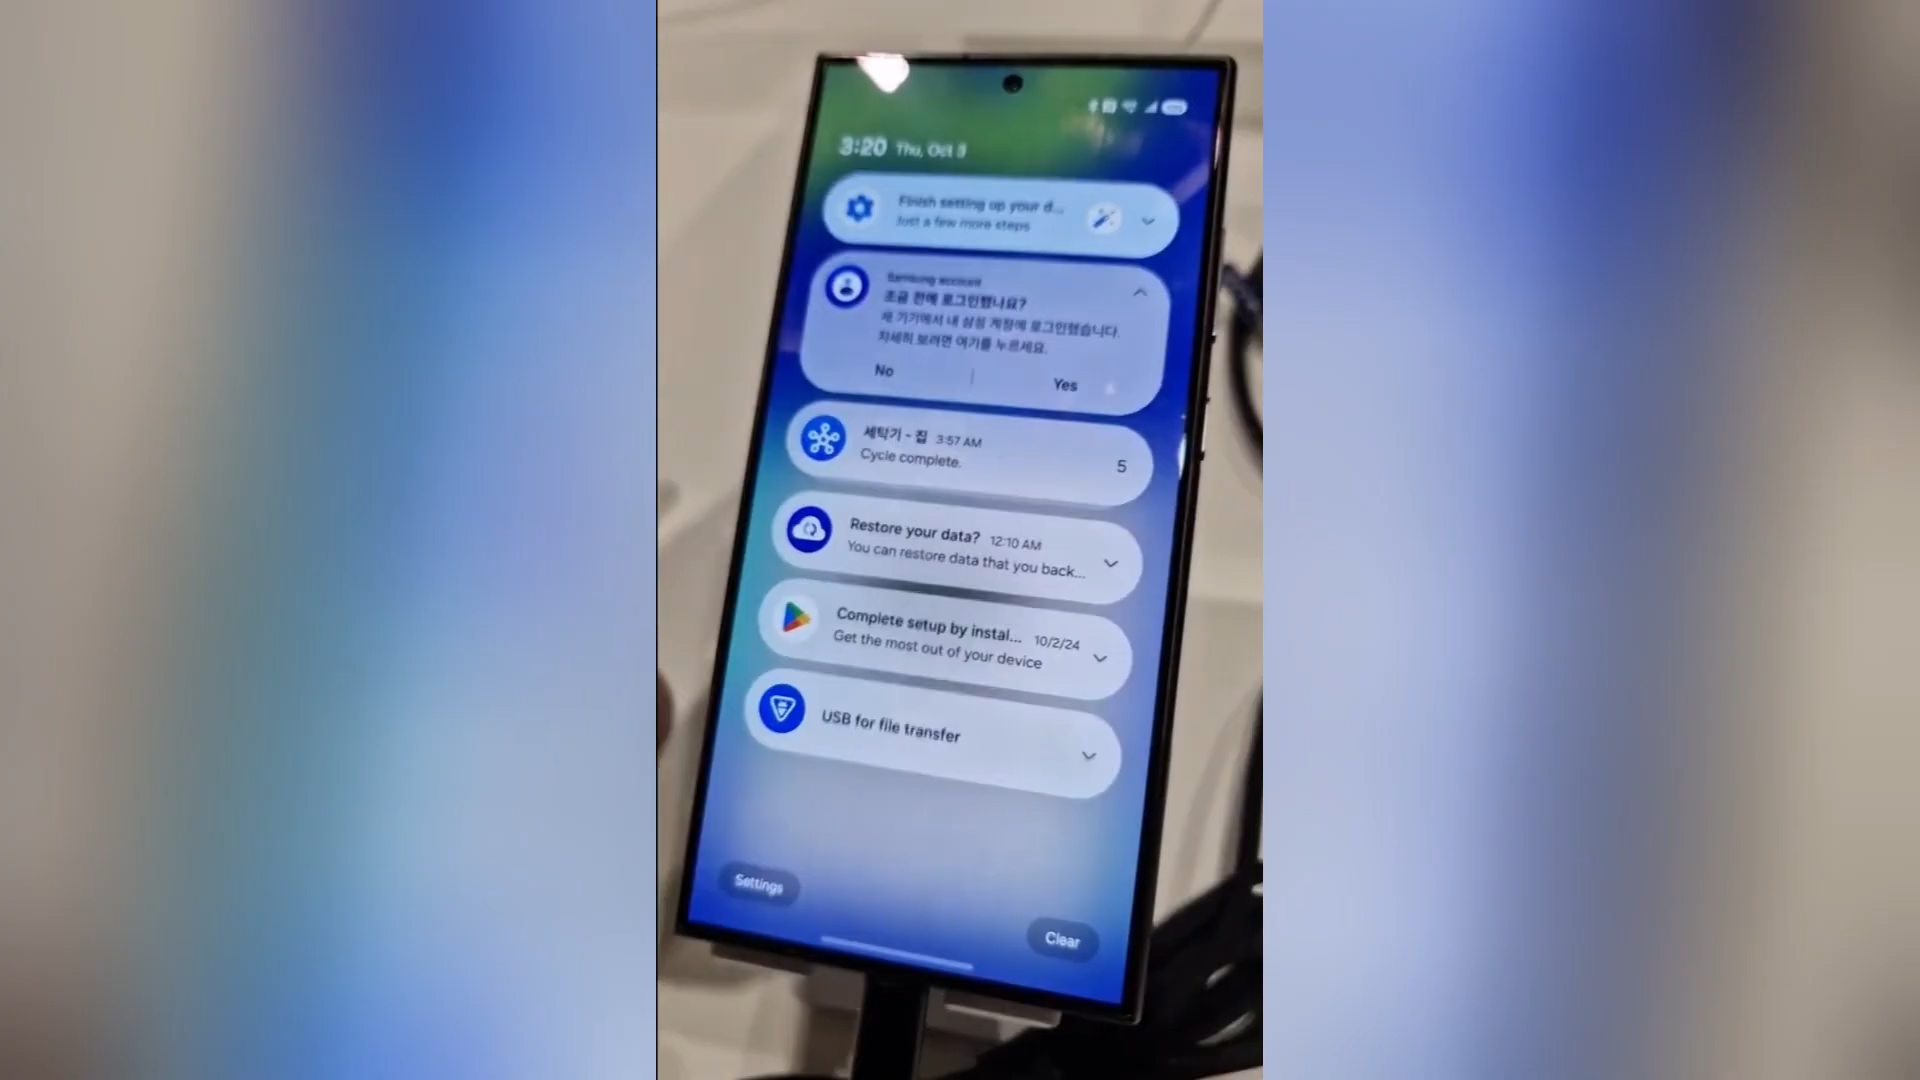 3:20 Thu, Oct 3
Finish setting up your d...
Just a few more steps
Samsung account
조금 전에 로그인했나요?
새 기기에서 내 삼성 계정에 로그인했습니다.
자세히 보려면 여기를 누르세요.
No Yes
세탁기 - 집 3:57 AM
Cycle complete.
5
Restore your data? 12:10 AM
You can restore data that you back...
Complete setup by instal... 10/2/24
Get the most out of your device
USB for file transfer
Settings
Clear